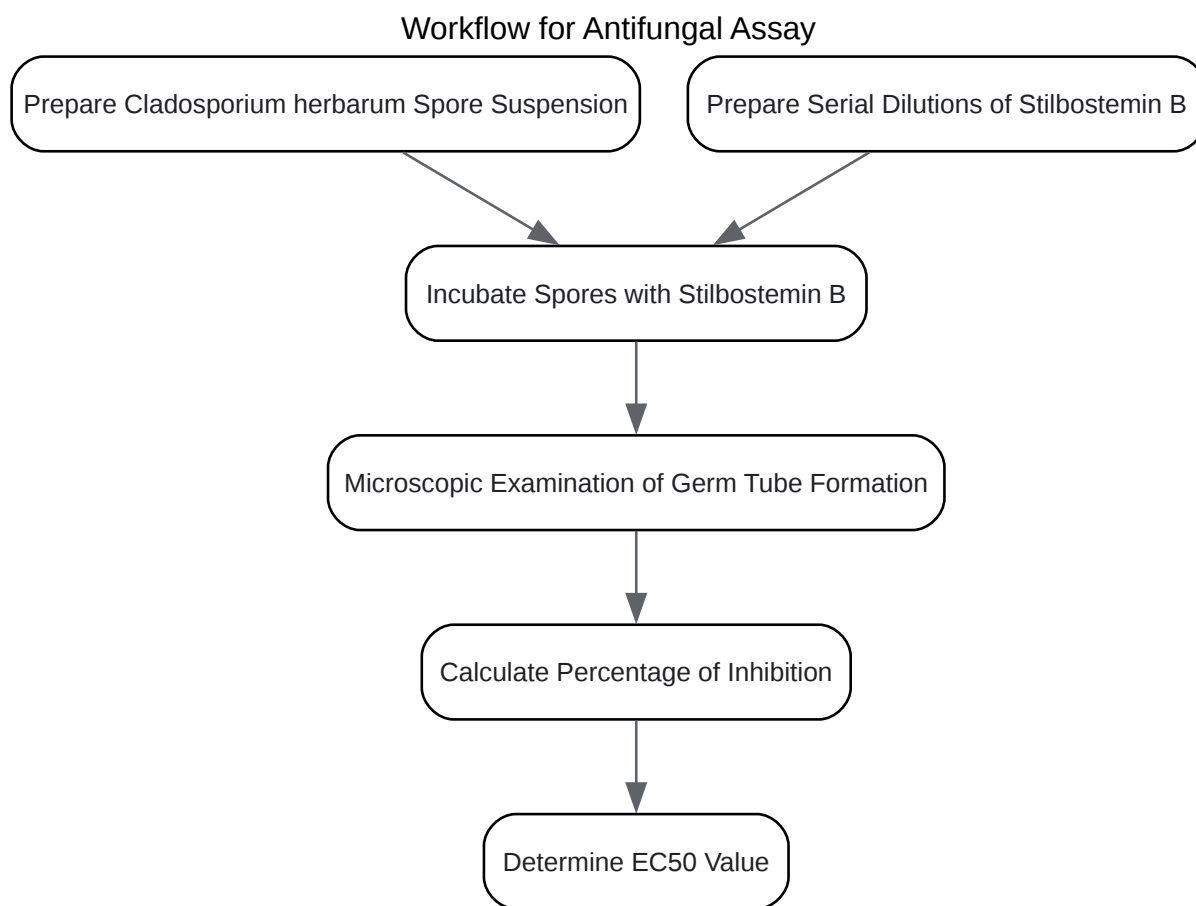 Workflow for Antifungal Assay
Prepare Cladosporium herbarum Spore Suspension
Prepare Serial Dilutions of Stilbostemin B
Incubate Spores with Stilbostemin B
Microscopic Examination of Germ Tube Formation
Calculate Percentage of Inhibition
Determine EC50 Value